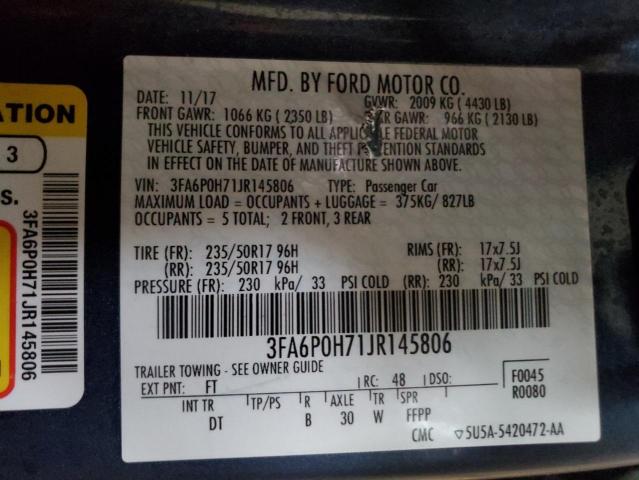 ATION
3
S.
3FA6P0H71JR145806
MFD. BY FORD MOTOR CO.
DATE: 11/17 GVWR: 2009 KG ( 4430 LB)
FRONT GAWR: 1066 KG ( 2350 LB) GAWR: 966 KG ( 2130 LB)
THIS VEHICLE CONFORMS TO ALL FEDERAL MOTOR
VEHICLE SAFETY, BUMPER, AND THEFT STANDARDS
IN EFFECT ON THE DATE OF MANUFACTURE SHOWN ABOVE.
VIN: 3FA6P0H71JR145806 TYPE: Passenger Car
MAXIMUM LOAD = OCCUPANTS + LUGGAGE = 375KG/ 827LB
OCCUPANTS = 5 TOTAL; 2 FRONT, 3 REAR
TIRE (FR): 235/50R17 96H RIMS (FR): 17x7.5J
(RR): 235/50R17 96H (RR): 17x7.5J
PRESSURE (FR): 230 kPa/ 33 PSI COLD (RR): 230 kPa/ 33 PSI COLD
3FA6P0H71JR145806
TRAILER TOWING - SEE OWNER GUIDE
EXT PNT: FT RC: 48 DSO: F0045
R0080
INT TR TP/PS R AXLE TR SPR
DT B 30 W FFPP
CMC ▽5U5A-5420472-AA